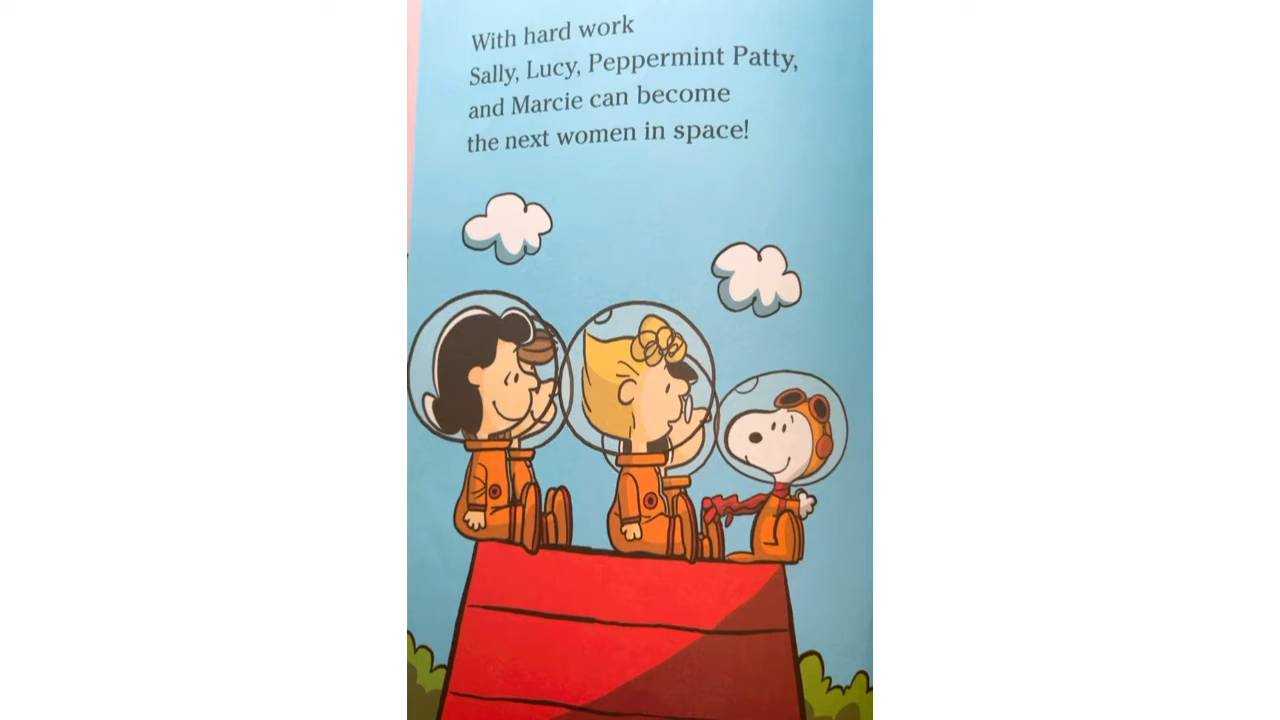 With hard work
Sally, Lucy, Peppermint Patty,
and Marcie can become
the next women in space!